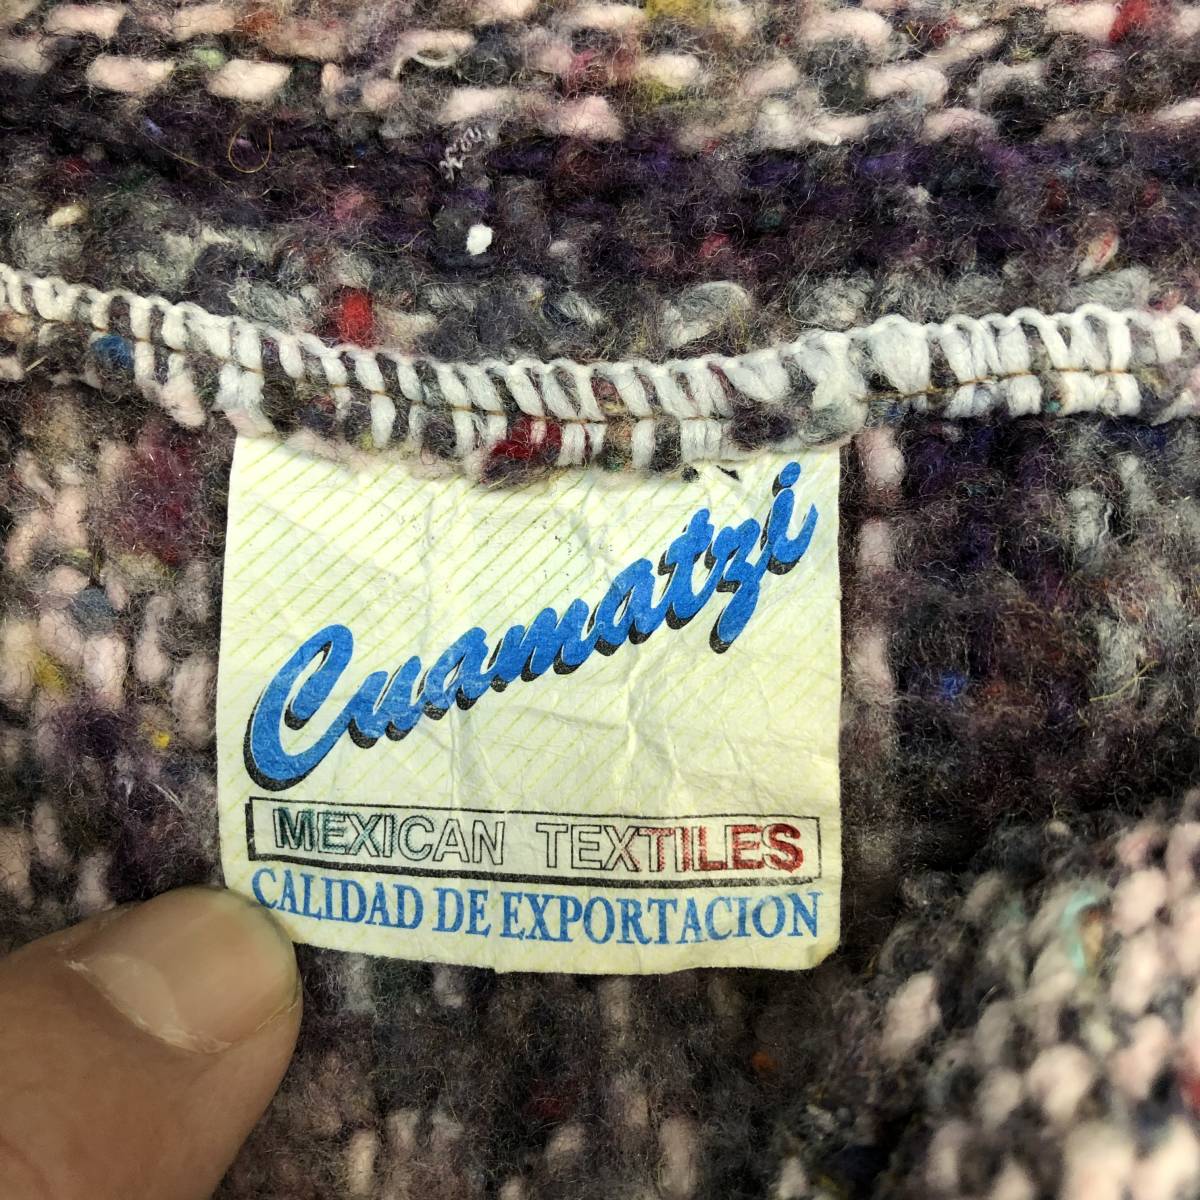 Cuamatzi
MEXICAN TEXTILES
CALIDAD DE EXPORTACION